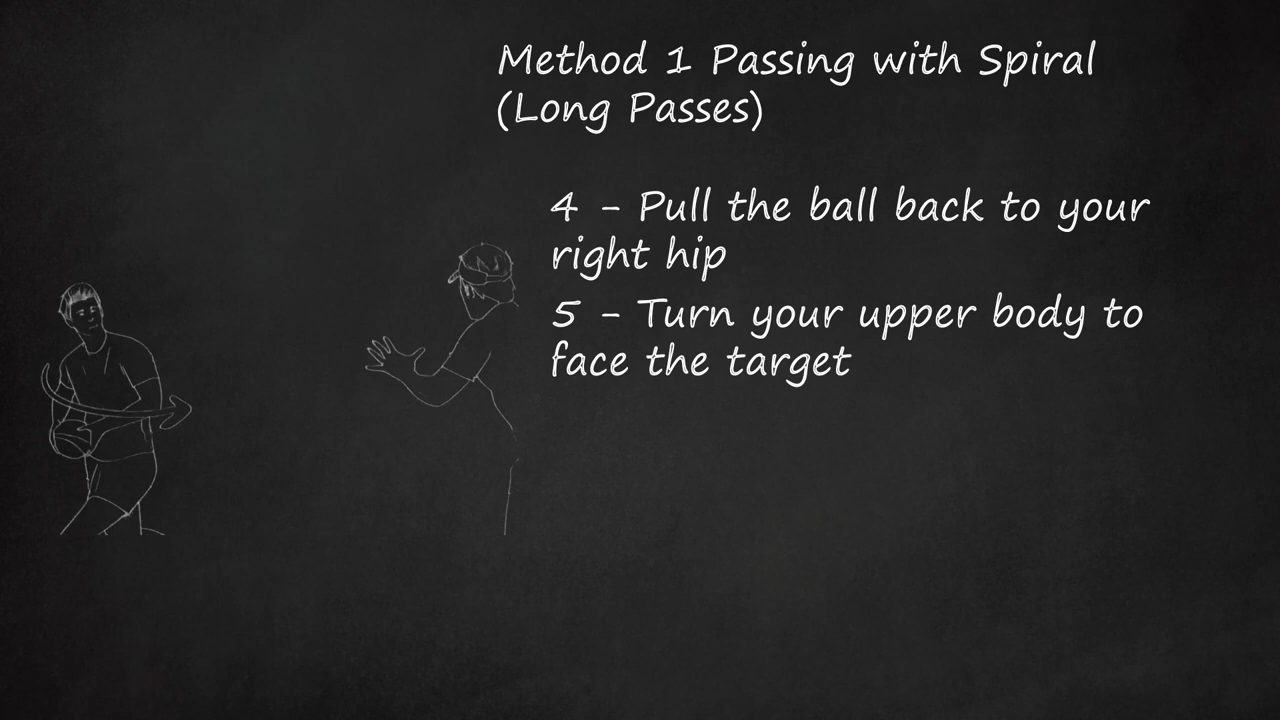 Method 1 Passing with Spiral
(Long Passes)
4 - Pull the ball back to your
right hip
5 - Turn your upper body to
face the target